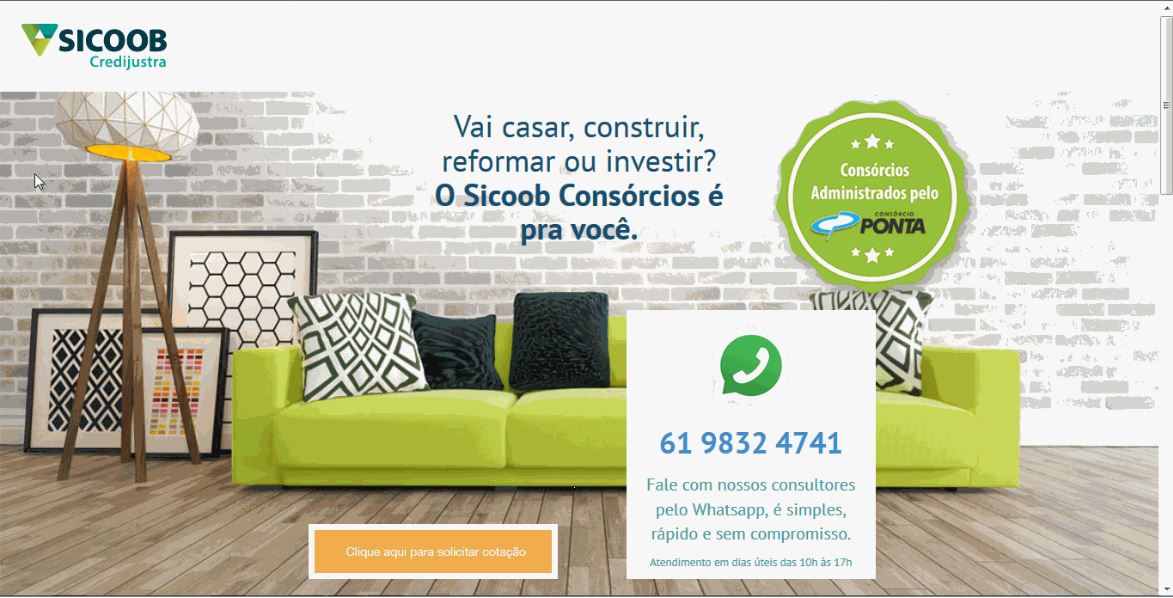 SICOOB
Credijustra
Vai casar, construir,
reformar ou investir?
O Sicoob Consórcios é
pra você.
Consórcios
Administrados pelo
CONSÓRCIO
PONTA
61 9832 4741
Fale com nossos consultores
pelo Whatsapp, é simples,
rápido e sem compromisso.
Atendimento em dias úteis das 10h às 17h
Clique aqui para solicitar cotação